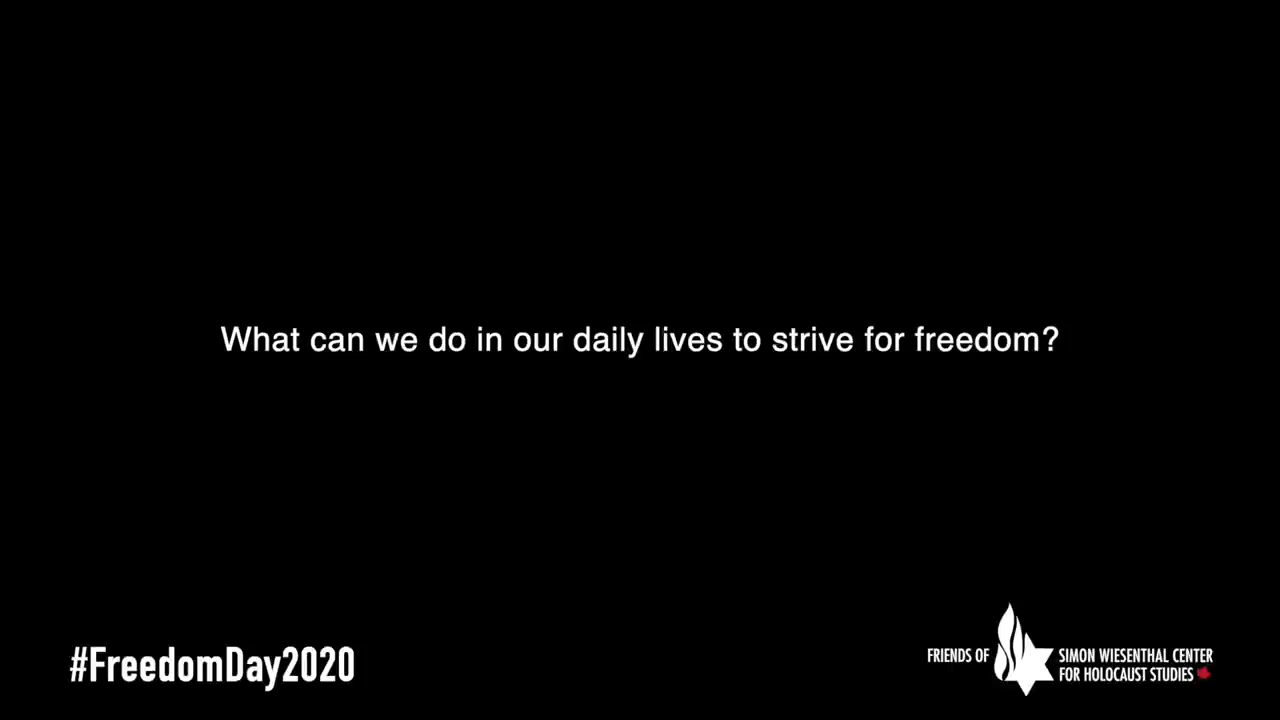 What can we do in our daily lives to strive for freedom?
#FreedomDay2020
FRIENDS OF
SIMON WIESENTHAL CENTER
FOR HOLOCAUST STUDIES